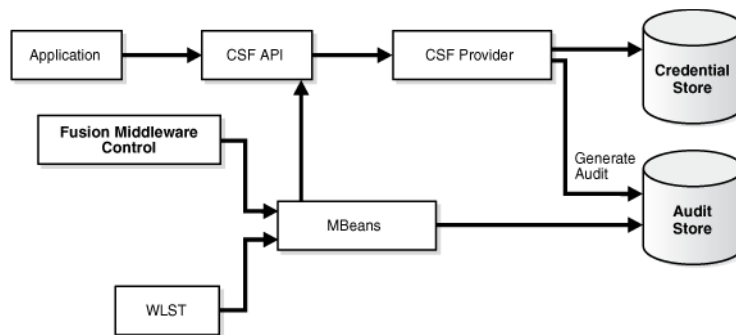 Application
CSF API
CSF Provider
Credential
Store
Fusion Middleware
Control
Generate
Audit
MBeans
Audit
Store
WLST